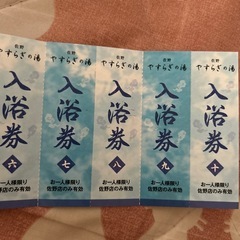 佐野
やすらぎの湯
入浴券
六
お一人様限り
佐野店のみ有効
佐野
やすらぎの湯
入浴券
七
お一人様限り
佐野店のみ有効
佐野
やすらぎの湯
入浴券
八
お一人様限り
佐野店のみ有効
佐野
やすらぎの湯
入浴券
九
お一人様限り
佐野店のみ有効
佐野
やすらぎの湯
入浴券
十
お一人様限り
佐野店のみ有効